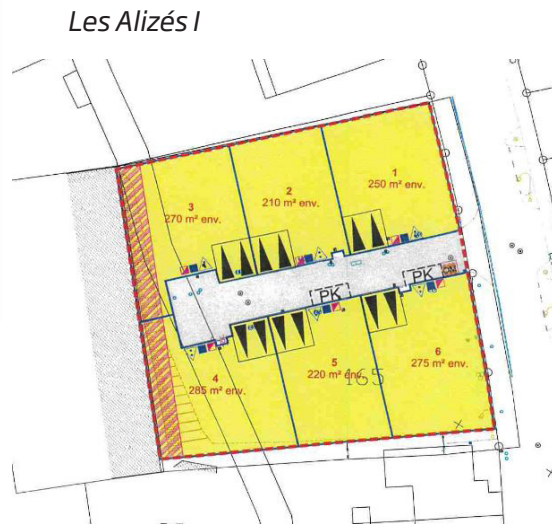 Les Alizés I
1
250 m² env.
2
210 m² env.
3
270 m² env.
PK
PK
OM
4
285 m² env.
5
220 m² env.
6
275 m² env.
165